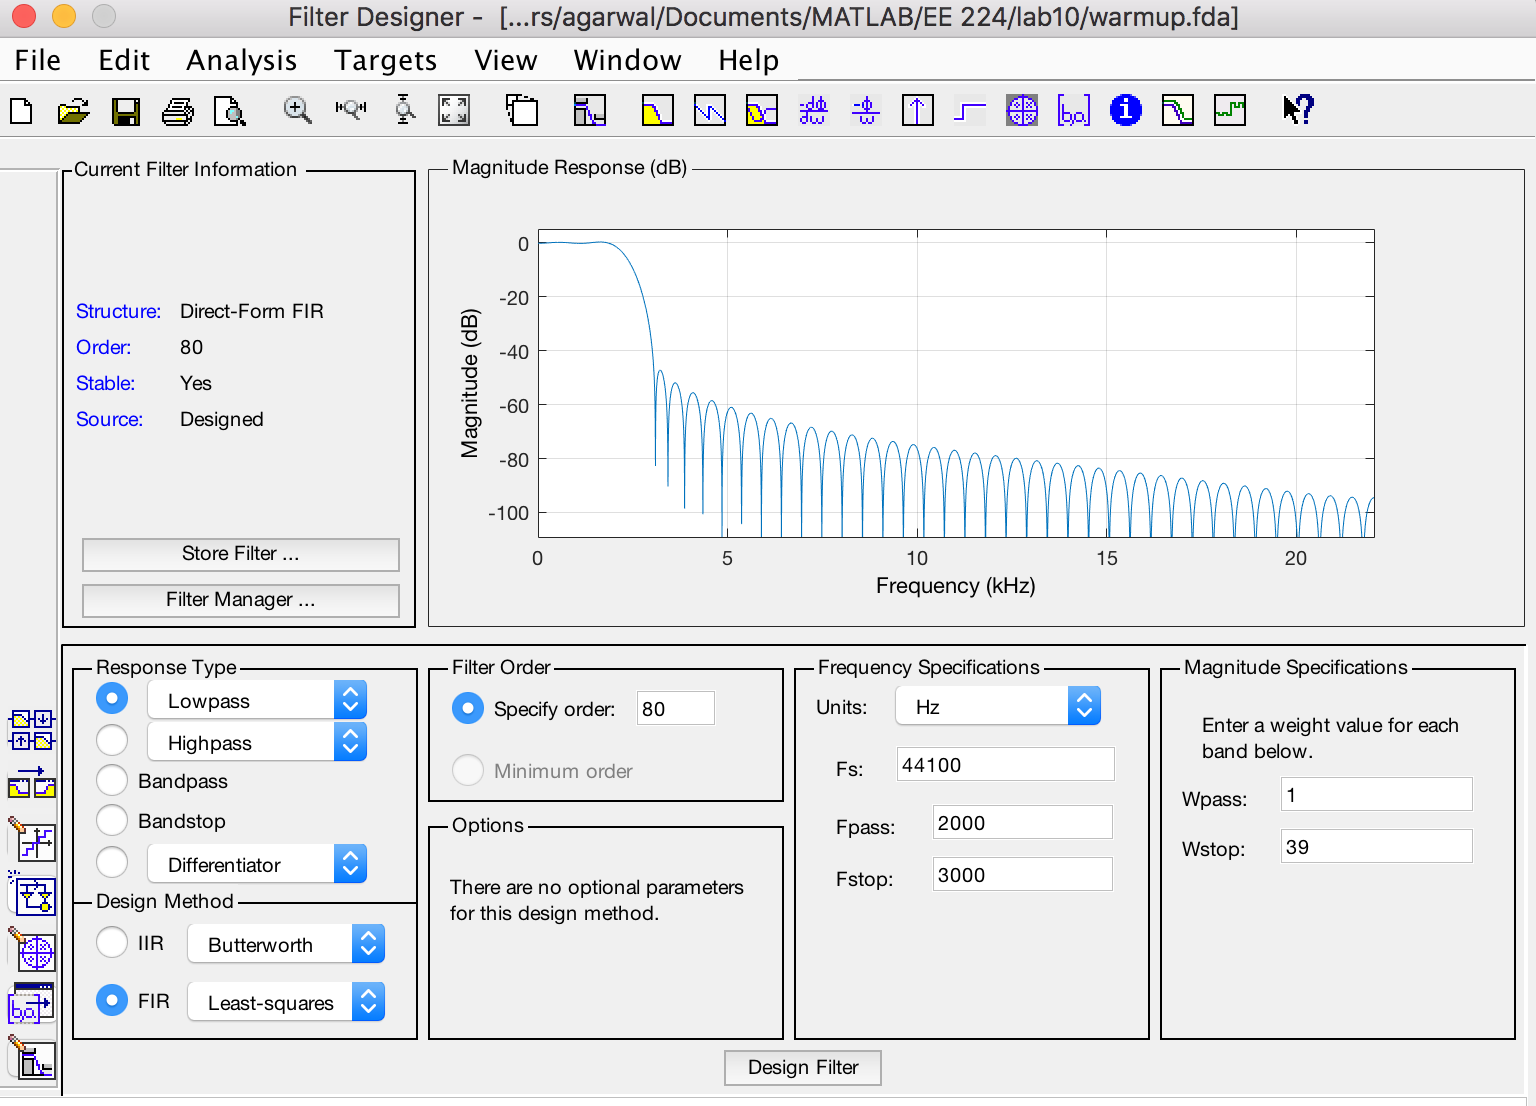 Filter Designer - [...rs/agarwal/Documents/MATLAB/EE 224/lab10/warmup.fda]
File Edit Analysis Targets View Window Help
Current Filter Information
Structure: Direct-Form FIR
Order: 80
Stable: Yes
Source: Designed
Store Filter ...
Filter Manager ...
Magnitude Response (dB)
0
-20
-40
-60
-80
-100
Magnitude (dB)
0 5 10 15 20
Frequency (kHz)
Response Type
Lowpass
Highpass
Bandpass
Bandstop
Differentiator
Design Method
IIR Butterworth
FIR Least-squares
Filter Order
Specify order: 80
Minimum order
Options
There are no optional parameters
for this design method.
Frequency Specifications
Units: Hz
Fs: 44100
Fpass: 2000
Fstop: 3000
Magnitude Specifications
Enter a weight value for each
band below.
Wpass: 1
Wstop: 39
Design Filter